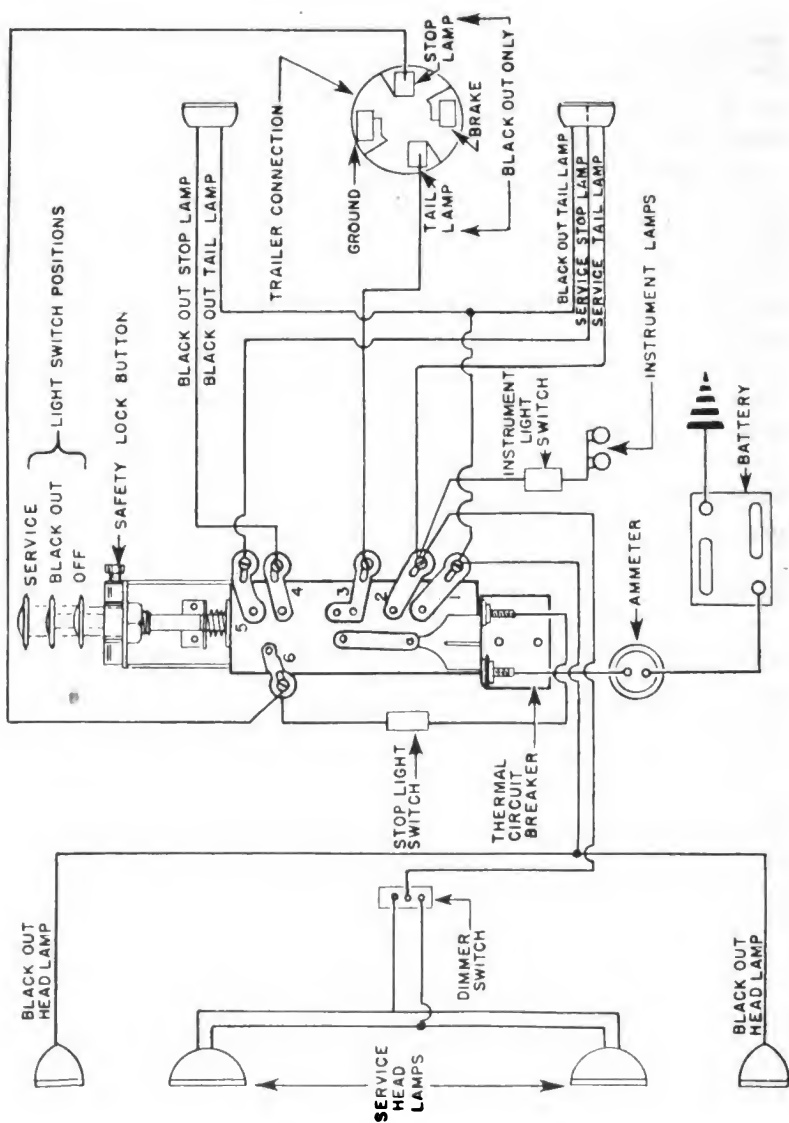 SERVICE
BLACK OUT
OFF
LIGHT SWITCH POSITIONS
SAFETY LOCK BUTTON
BLACK OUT STOP LAMP
BLACK OUT TAIL LAMP
TRAILER CONNECTION
GROUND
STOP
LAMP
TAIL
LAMP
BRAKE
BLACK OUT ONLY
BLACK OUT TAIL LAMP
SERVICE STOP LAMP
SERVICE TAIL LAMP
INSTRUMENT
LIGHT
SWITCH
INSTRUMENT LAMPS
BATTERY
AMMETER
5
4
3
2
1
6
STOP LIGHT
SWITCH
THERMAL
CIRCUIT
BREAKER
DIMMER
SWITCH
BLACK OUT
HEAD LAMP
SERVICE
HEAD
LAMPS
BLACK OUT
HEAD LAMP